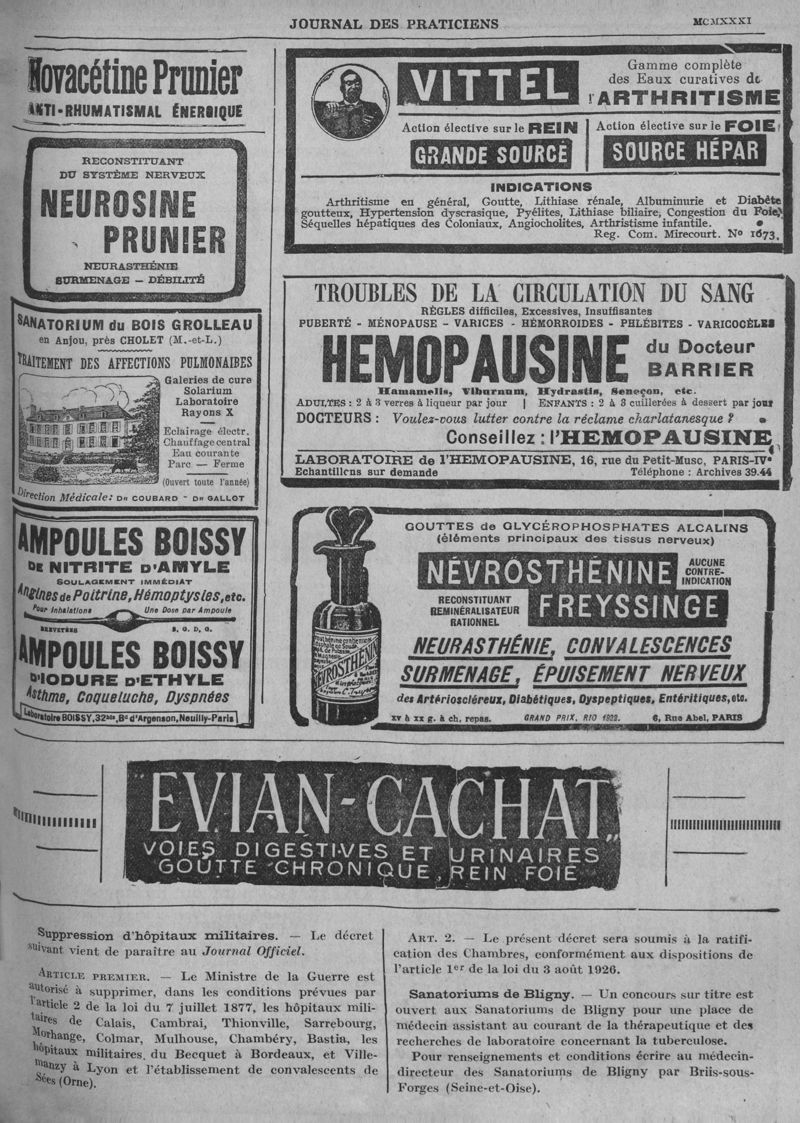 JOURNAL DES PRATICIENS
MCMXXXI
Novacétine Prunier
ANTI-RHUMATISMAL ÉNERGIQUE
RECONSTITUANT
DU SYSTÈME NERVEUX
NEUROSINE
PRUNIER
NEURASTHÉNIE
SURMENAGE — DÉBILITÉ
SANATORIUM du BOIS GROLLEAU
en Anjou, près CHOLET (M.-et-L.)
TRAITEMENT DES AFFECTIONS PULMONAIRES
Galeries de cure
Solarium
Laboratoire
Rayons X
Eclairage électr.
Chauffage central
Eau courante
Parc — Ferme
(Ouvert toute l'année)
Direction Médicale: DR COUBARD - DR GALLOT
AMPOULES BOISSY
DE NITRITE D'AMYLE
SOULAGEMENT IMMÉDIAT
Angines de Poitrine, Hémoptysies, etc.
Pour Inhalations Une Dose par Ampoule
BREVETÉES S. G. D. G.
AMPOULES BOISSY
D'IODURE D'ETHYLE
Asthme, Coqueluche, Dyspnées
Laboratoire BOISSY, 32bis, Bd d'Argenson, Neuilly-Paris
VITTEL
Gamme complète
des Eaux curatives de
l'ARTHRITISME
Action élective sur le REIN
GRANDE SOURCE
Action élective sur le FOIE
SOURCE HÉPAR
INDICATIONS
Arthritisme en général, Goutte, Lithiase rénale, Albuminurie et Diabète
goutteux, Hypertension dyscrasique, Pyélites, Lithiase biliaire, Congestion du Foie,
Séquelles hépatiques des Coloniaux, Angiocholites, Arthristisme infantile.
Reg. Com. Mirecourt. No 1673.
TROUBLES DE LA CIRCULATION DU SANG
RÈGLES difficiles, Excessives, Insuffisantes
PUBERTÉ - MÉNOPAUSE - VARICES - HÉMORROIDES - PHLÉBITES - VARICOCÈLES
HEMOPAUSINE du Docteur
BARRIER
Hamamelis, Viburnum, Hydrastis, Seneçon, etc.
ADULTES : 2 à 3 verres à liqueur par jour | ENFANTS : 2 à 3 cuillerées à dessert par jour
DOCTEURS : Voulez-vous lutter contre la réclame charlatanesque ?
Conseillez : l'HEMOPAUSINE
LABORATOIRE de l'HEMOPAUSINE, 16, rue du Petit-Musc, PARIS-IVe
Echantillons sur demande Téléphone : Archives 39.44
GOUTTES de GLYCÉROPHOSPHATES ALCALINS
(éléments principaux des tissus nerveux)
NÉVROSTHÉNINE
AUCUNE
CONTRE-
INDICATION
RECONSTITUANT
REMINÉRALISATEUR
RATIONNEL
FREYSSINGE
NEURASTHÉNIE, CONVALESCENCES
SURMENAGE, ÉPUISEMENT NERVEUX
des Artérioscléreux, Diabétiques, Dyspeptiques, Entéritiques, etc.
XV à XX g. à ch. repas. GRAND PRIX, RIO 1922. 6, Rue Abel, PARIS
"EVIAN-CACHAT"
VOIES DIGESTIVES ET URINAIRES
GOUTTE CHRONIQUE, REIN FOIE
Suppression d'hôpitaux militaires. — Le décret
suivant vient de paraître au Journal Officiel.
ARTICLE PREMIER. — Le Ministre de la Guerre est
autorisé à supprimer, dans les conditions prévues par
l'article 2 de la loi du 7 juillet 1877, les hôpitaux mili-
taires de Calais, Cambrai, Thionville, Sarrebourg,
Morhange, Colmar, Mulhouse, Chambéry, Bastia, les
hôpitaux militaires du Becquet à Bordeaux, et Ville-
manzy à Lyon et l'établissement de convalescents de
Sées (Orne).
ART. 2. — Le présent décret sera soumis à la ratifi-
cation des Chambres, conformément aux dispositions de
l'article 1er de la loi du 3 août 1926.
Sanatoriums de Bligny. — Un concours sur titre est
ouvert aux Sanatoriums de Bligny pour une place de
médecin assistant au courant de la thérapeutique et des
recherches de laboratoire concernant la tuberculose.
Pour renseignements et conditions écrire au médecin-
directeur des Sanatoriums de Bligny par Briis-sous-
Forges (Seine-et-Oise).